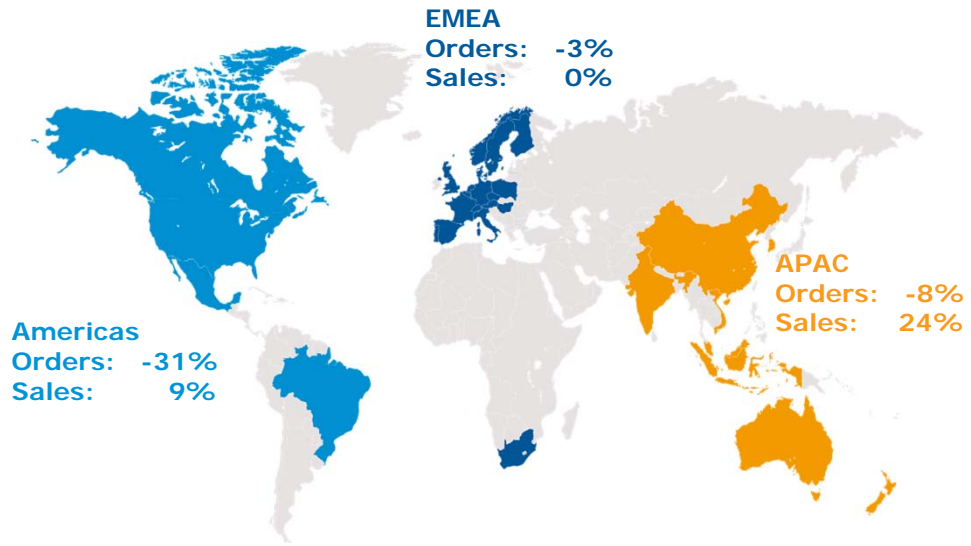 EMEA
Orders: -3%
Sales: 0%
APAC
Orders: -8%
Sales: 24%
Americas
Orders: -31%
Sales: 9%